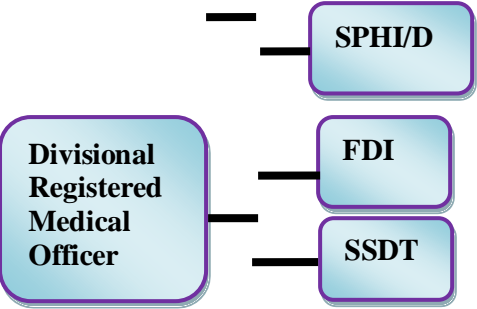 SPHI/D
Divisional
Registered
Medical
Officer
FDI
SSDT